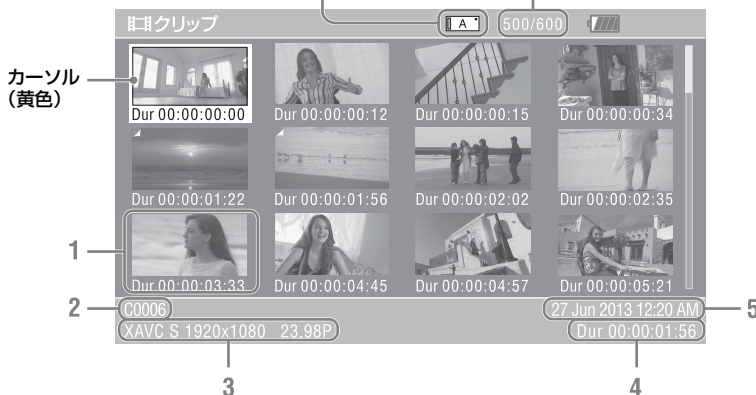 クリップ A 500/600
カーソル
（黄色）
Dur 00:00:00:00 Dur 00:00:00:12 Dur 00:00:00:15 Dur 00:00:00:34
Dur 00:00:01:22 Dur 00:00:01:56 Dur 00:00:02:02 Dur 00:00:02:35
1
Dur 00:00:03:33 Dur 00:00:04:45 Dur 00:00:04:57 Dur 00:00:05:21
2 C0006 27 Jun 2013 12:20 AM 5
XAVC S 1920x1080 23.98P Dur 00:00:01:56
3 4